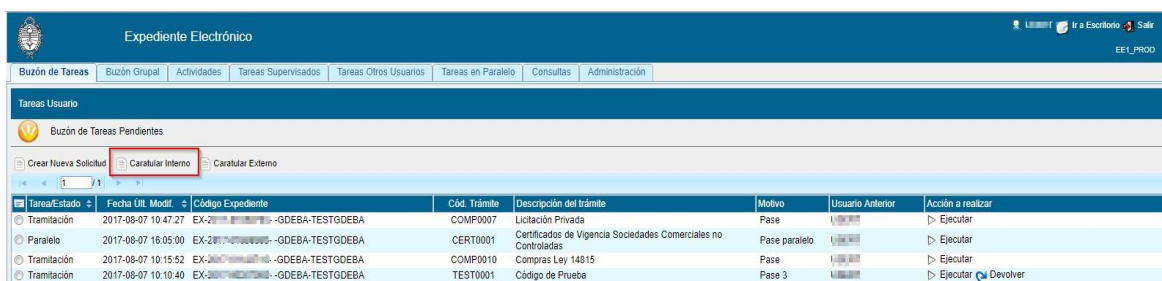 Expediente Electrónico
Ir a Escritorio Salir
EE1_PROD
Buzón de Tareas Buzón Grupal Actividades Tareas Supervisados Tareas Otros Usuarios Tareas en Paralelo Consultas Administración
Tareas Usuario
Buzón de Tareas Pendientes
Crear Nueva Solicitud Caratular Interno Caratular Externo
1 / 1
Tarea/Estado Fecha Últ. Modif. Código Expediente Cód. Trámite Descripción del trámite Motivo Usuario Anterior Acción a realizar
Tramitación 2017-08-07 10:47:27 -GDEBA-TESTGDEBA COMP0007 Licitación Privada Pase Ejecutar
Paralelo 2017-08-07 16:05:00 -GDEBA-TESTGDEBA CERT0001 Certificados de Vigencia Sociedades Comerciales no Controladas Pase paralelo Ejecutar
Tramitación 2017-08-07 10:15:52 -GDEBA-TESTGDEBA COMP0010 Compras Ley 14815 Pase Ejecutar
Tramitación 2017-08-07 10:10:40 -GDEBA-TESTGDEBA TEST0001 Código de Prueba Pase 3 Ejecutar Devolver